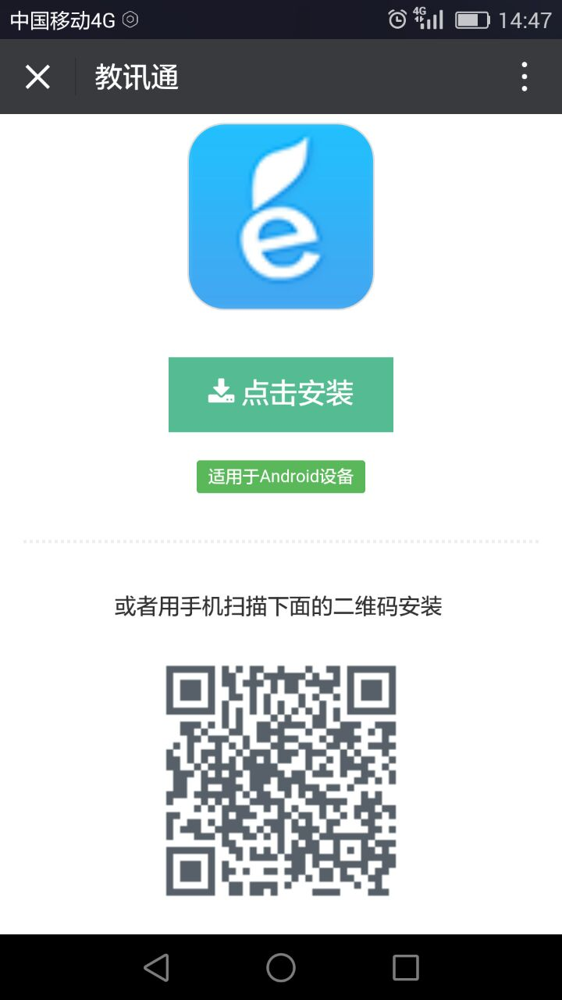 中国移动4G 4G 14:47
教讯通
e
点击安装
适用于Android设备
或者用手机扫描下面的二维码安装